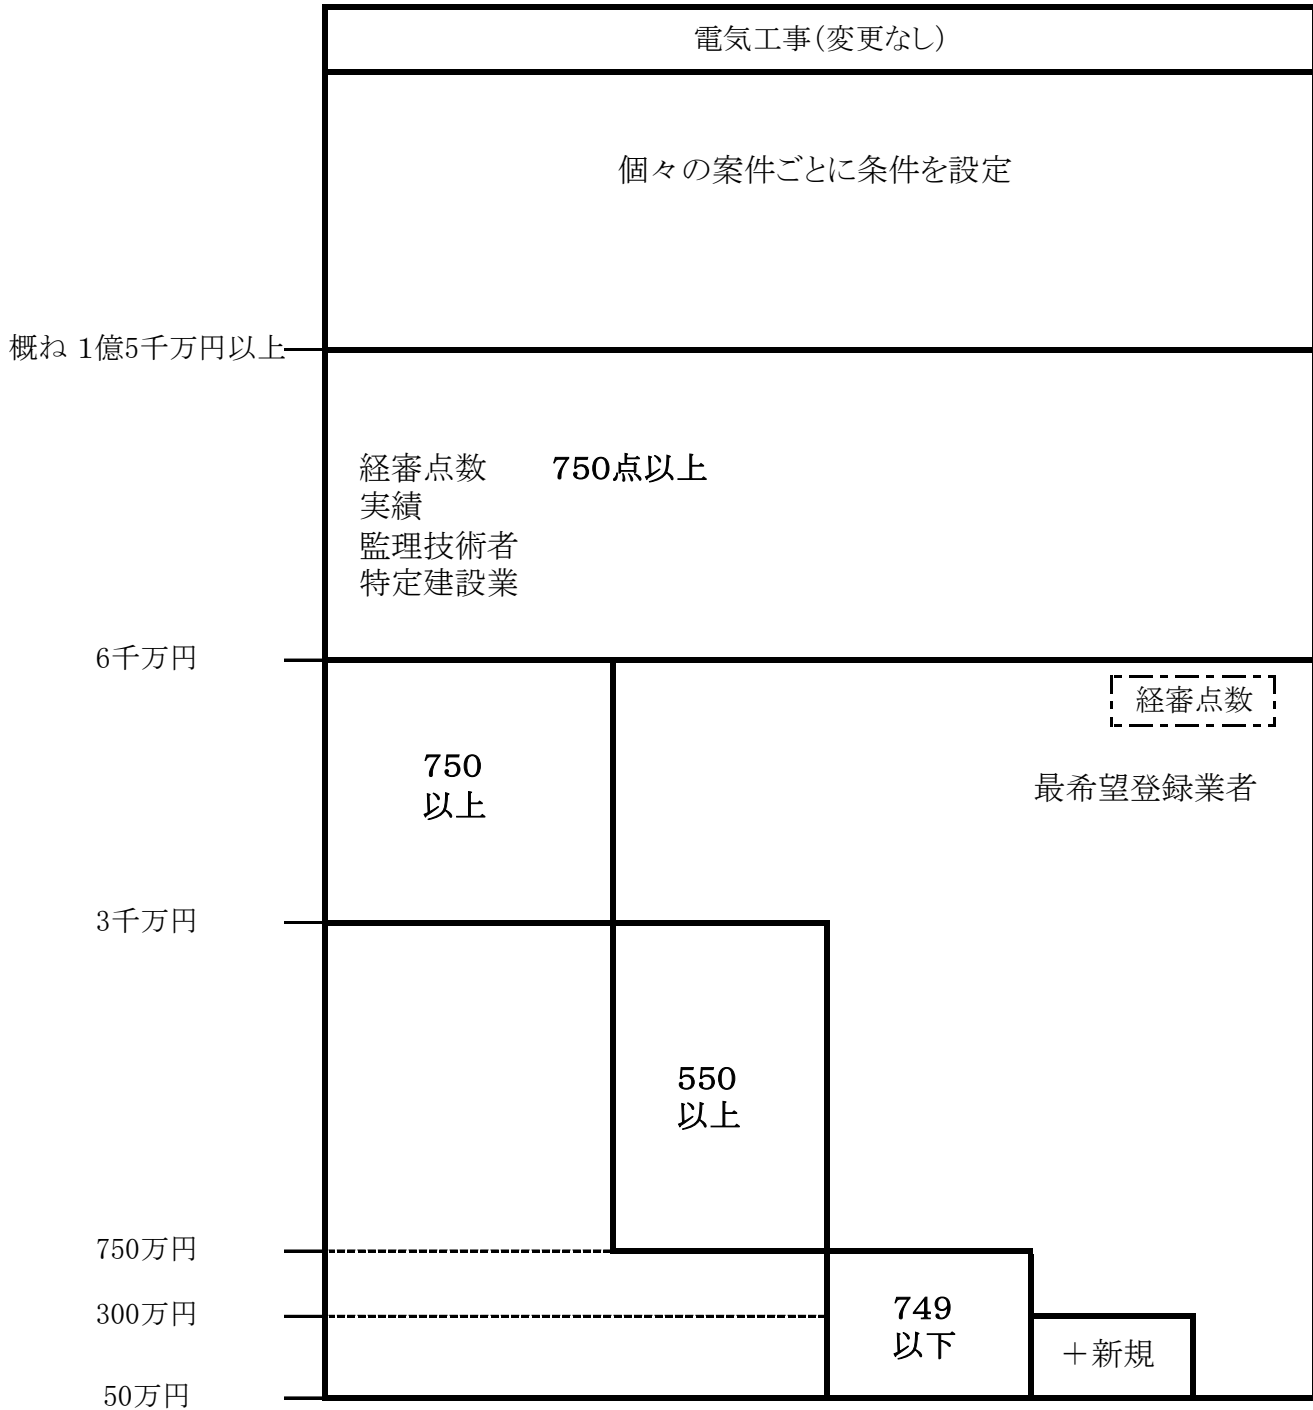 電気工事(変更なし)
個々の案件ごとに条件を設定
概ね 1億5千万円以上
経審点数 750点以上
実績
監理技術者
特定建設業
6千万円
経審点数
750
以上
最希望登録業者
3千万円
550
以上
750万円
300万円
749
以下
＋新規
50万円